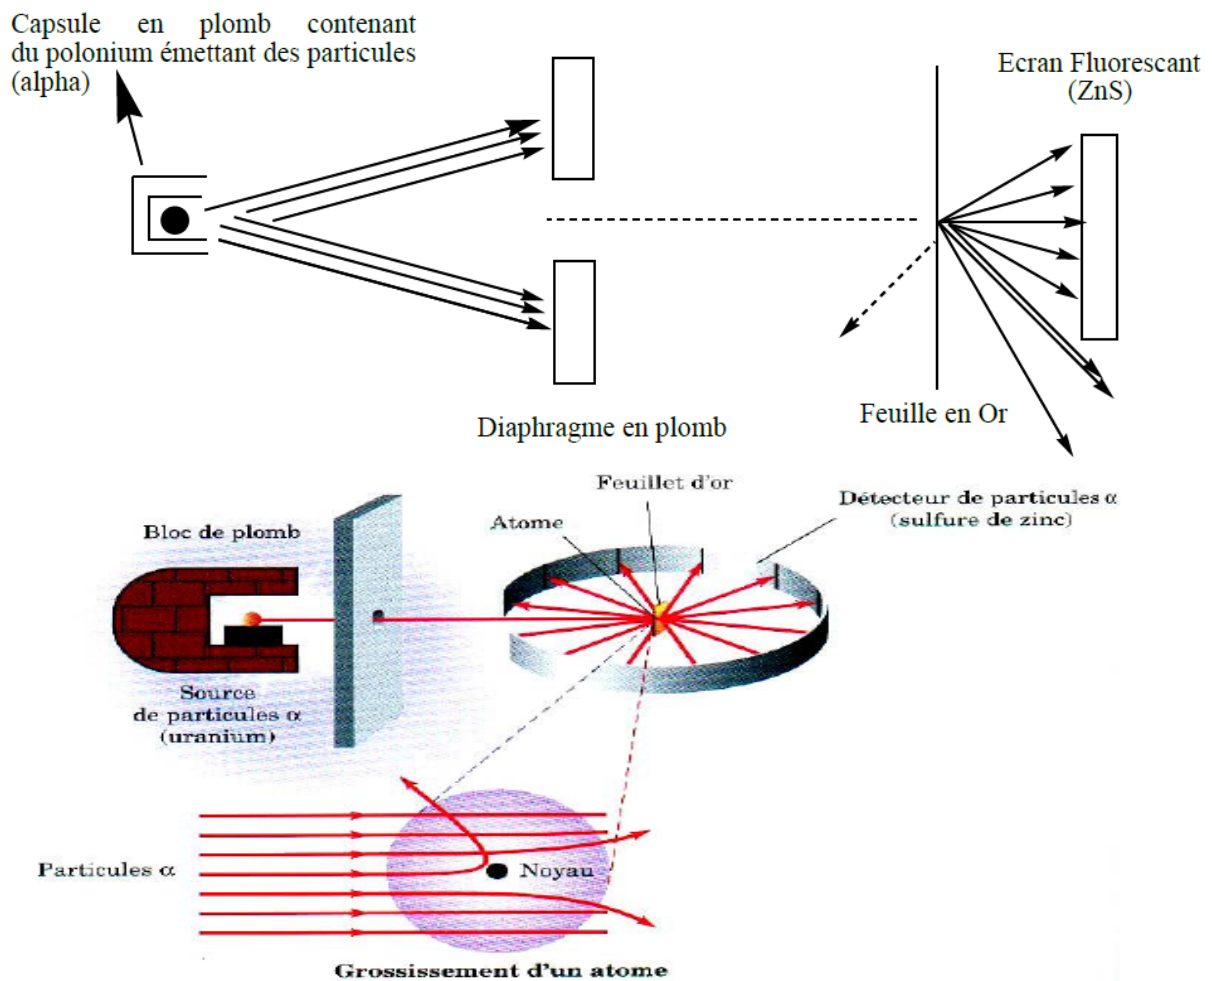 Capsule en plomb contenant
du polonium émettant des particules
(alpha)
Ecran Fluorescant
(ZnS)
Feuille en Or
Diaphragme en plomb
Feuillet d'or
Atome
Détecteur de particules α
(sulfure de zinc)
Bloc de plomb
Source
de particules α
(uranium)
Particules α
Noyau
Grossissement d'un atome